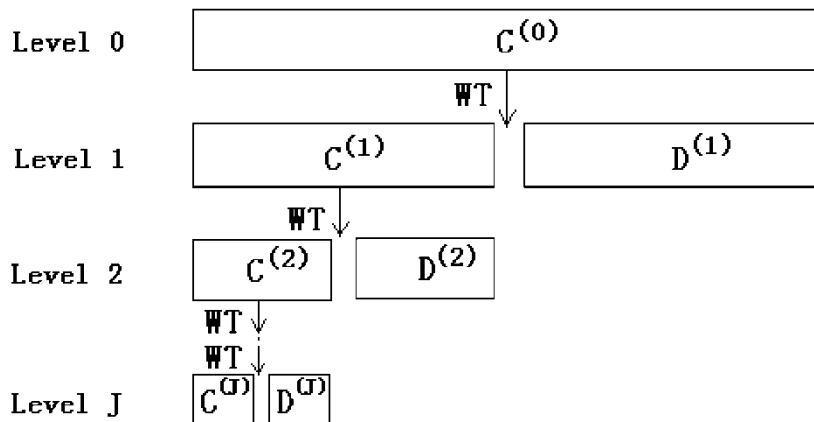 Level 0 C^(0)
WT
Level 1 C^(1) D^(1)
WT
Level 2 C^(2) D^(2)
WT
WT
Level J C^(J) D^(J)